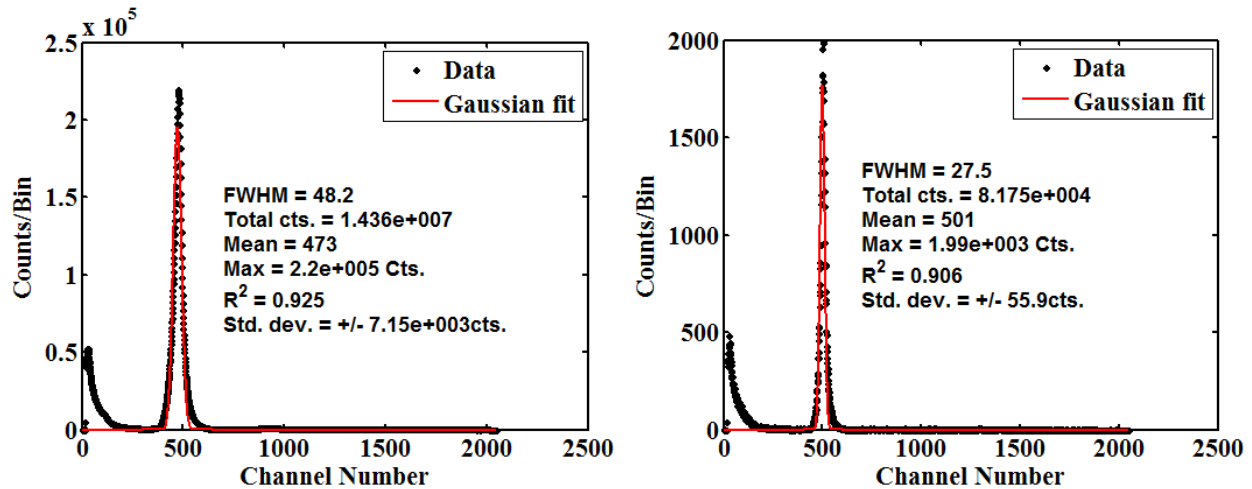 x 10^5
2.5
2
1.5
1
0.5
0
0 500 1000 1500 2000 2500
Counts/Bin
Channel Number
Data
Gaussian fit
FWHM = 48.2
Total cts. = 1.436e+007
Mean = 473
Max = 2.2e+005 Cts.
R^2 = 0.925
Std. dev. = +/- 7.15e+003cts.
2000
1500
1000
500
0
0 500 1000 1500 2000 2500
Counts/Bin
Channel Number
Data
Gaussian fit
FWHM = 27.5
Total cts. = 8.175e+004
Mean = 501
Max = 1.99e+003 Cts.
R^2 = 0.906
Std. dev. = +/- 55.9cts.